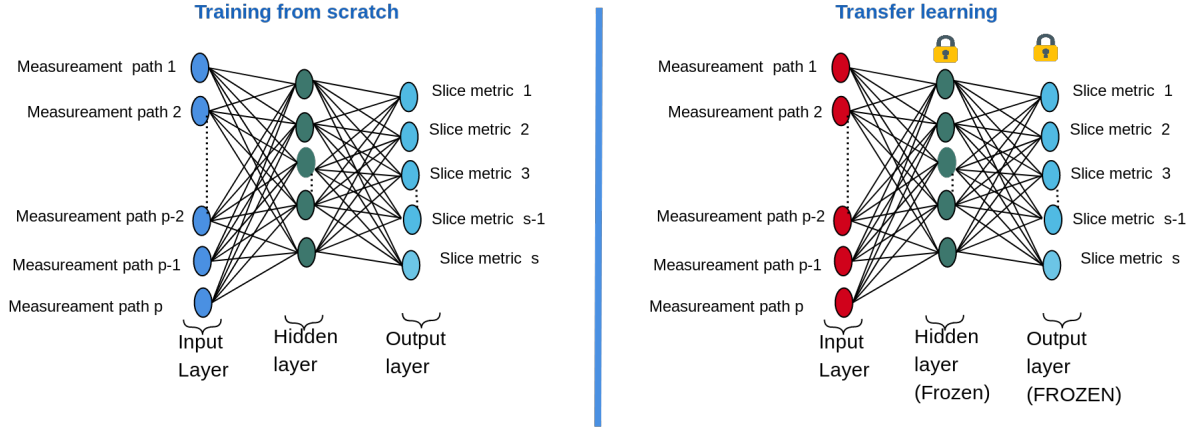 Training from scratch
Measureament path 1
Measureament path 2
Measureament path p-2
Measureament path p-1
Measureament path p
Slice metric 1
Slice metric 2
Slice metric 3
Slice metric s-1
Slice metric s
Input
Layer
Hidden
layer
Output
layer
Transfer learning
Measureament path 1
Measureament path 2
Measureament path p-2
Measureament path p-1
Measureament path p
Slice metric 1
Slice metric 2
Slice metric 3
Slice metric s-1
Slice metric s
Input
Layer
Hidden
layer
(Frozen)
Output
layer
(FROZEN)